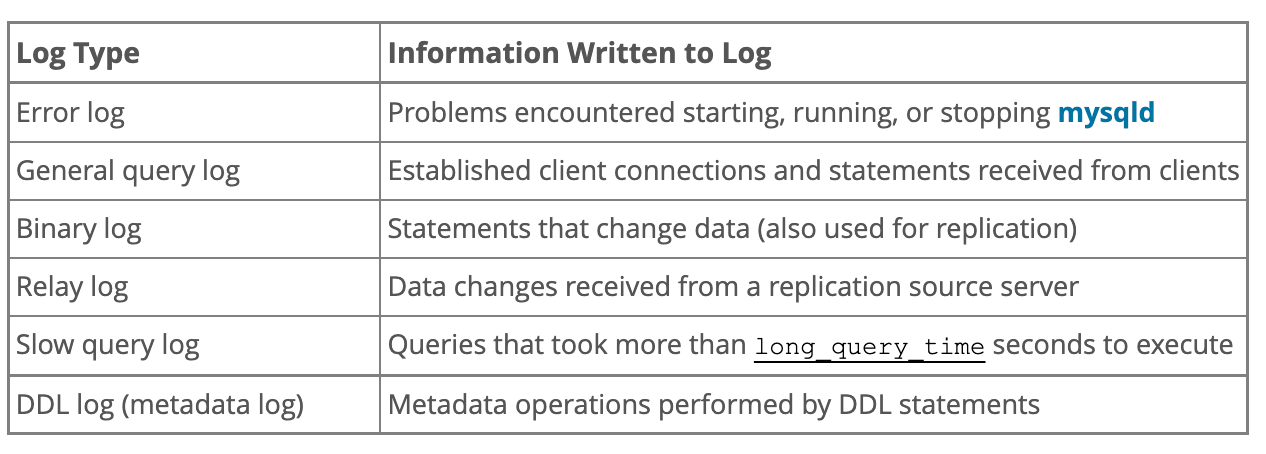 Log Type Information Written to Log
Error log Problems encountered starting, running, or stopping mysqld
General query log Established client connections and statements received from clients
Binary log Statements that change data (also used for replication)
Relay log Data changes received from a replication source server
Slow query log Queries that took more than long_query_time seconds to execute
DDL log (metadata log) Metadata operations performed by DDL statements